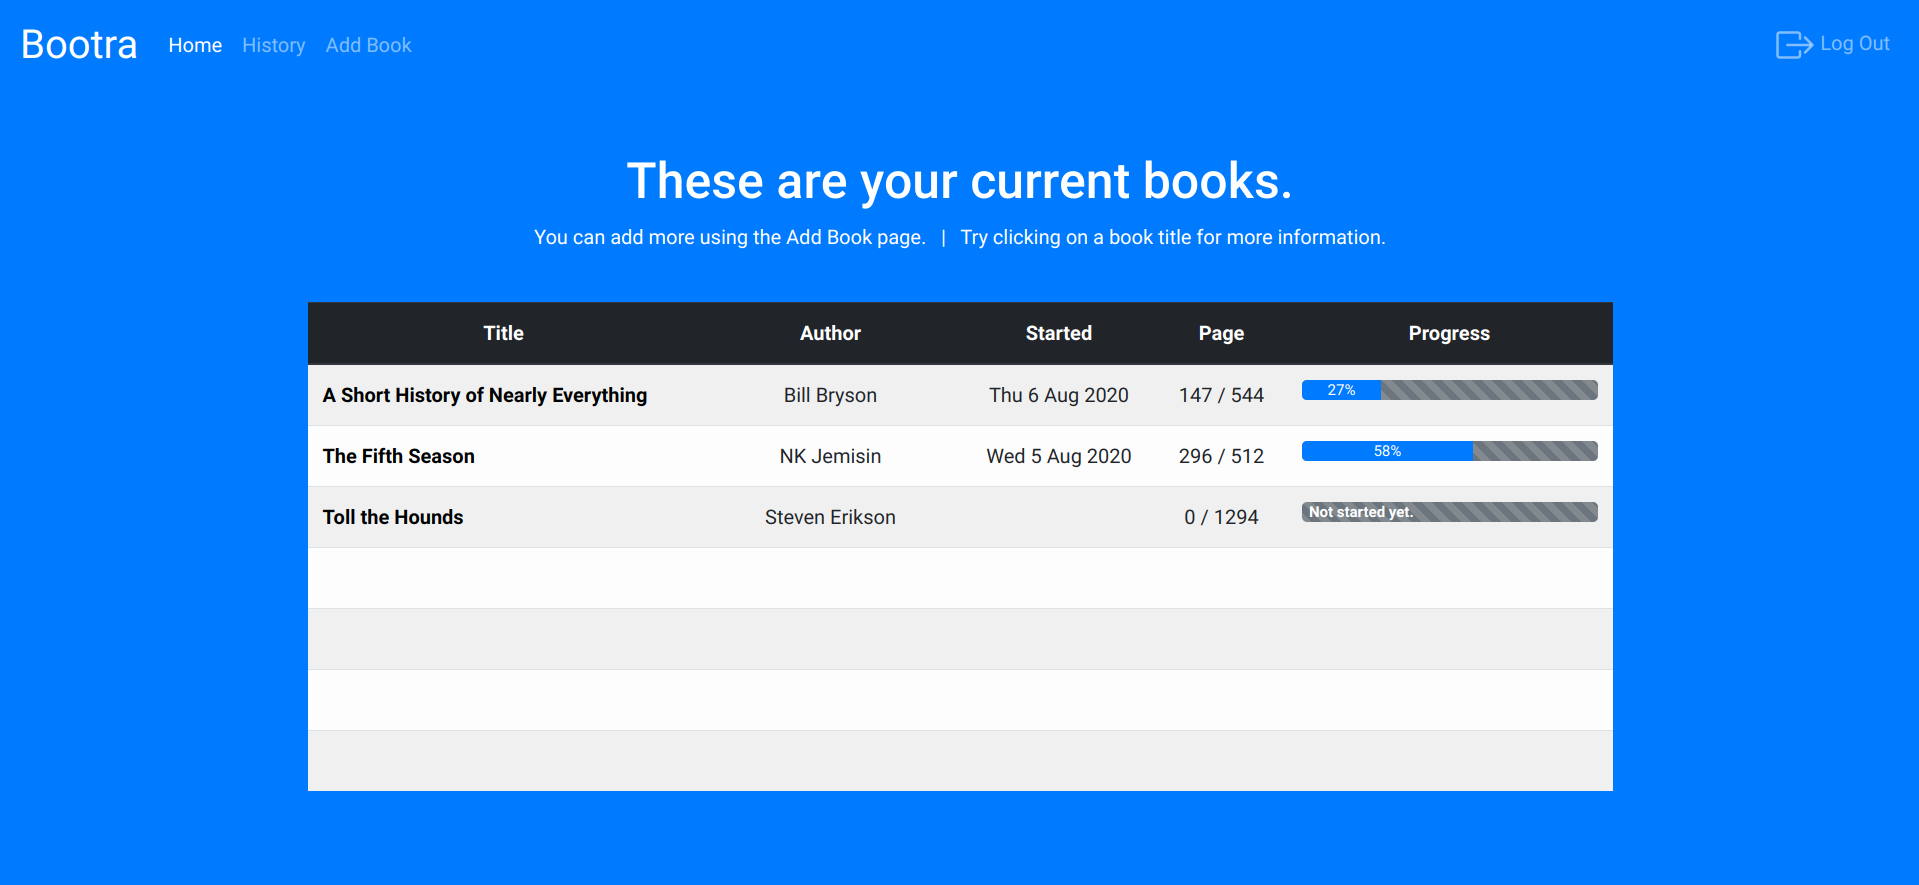 Bootra Home History Add Book Log Out
These are your current books.
You can add more using the Add Book page. | Try clicking on a book title for more information.
Title Author Started Page Progress
A Short History of Nearly Everything Bill Bryson Thu 6 Aug 2020 147 / 544 27%
The Fifth Season NK Jemisin Wed 5 Aug 2020 296 / 512 58%
Toll the Hounds Steven Erikson 0 / 1294 Not started yet.